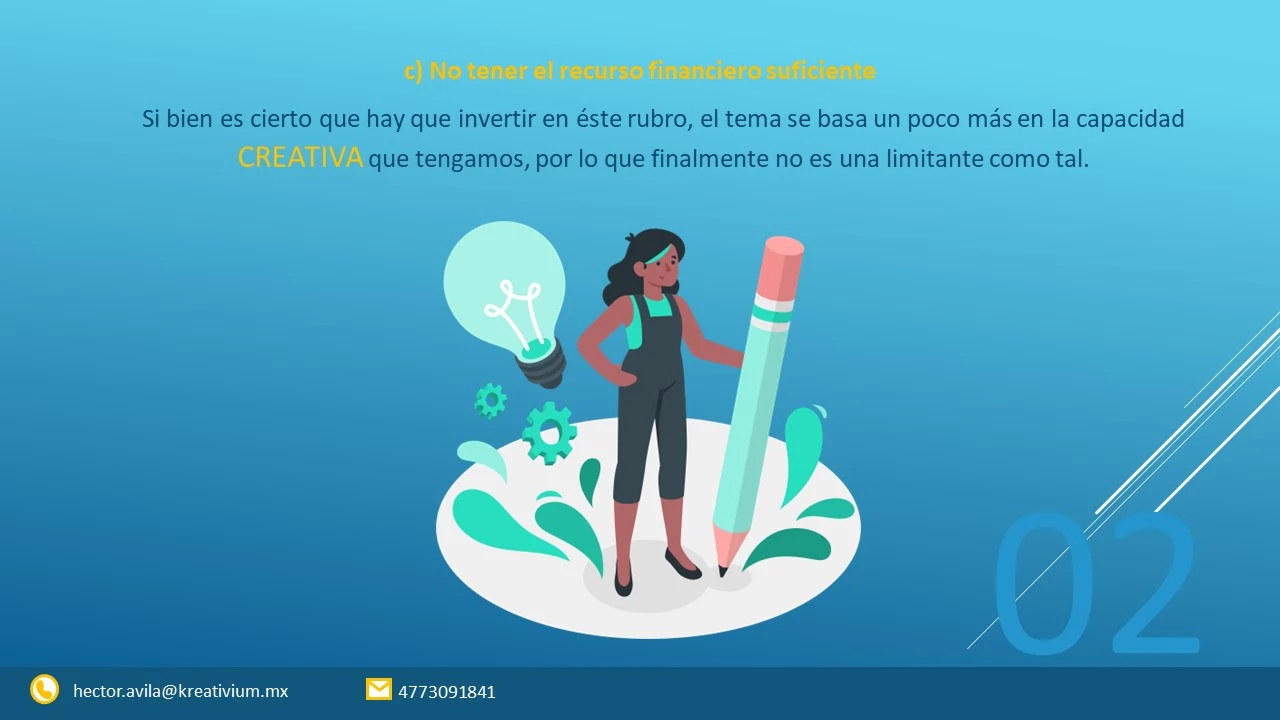 c) No tener el recurso financiero suficiente
Si bien es cierto que hay que invertir en éste rubro, el tema se basa un poco más en la capacidad
CREATIVA que tengamos, por lo que finalmente no es una limitante como tal.
02
hector.avila@kreativium.mx 4773091841